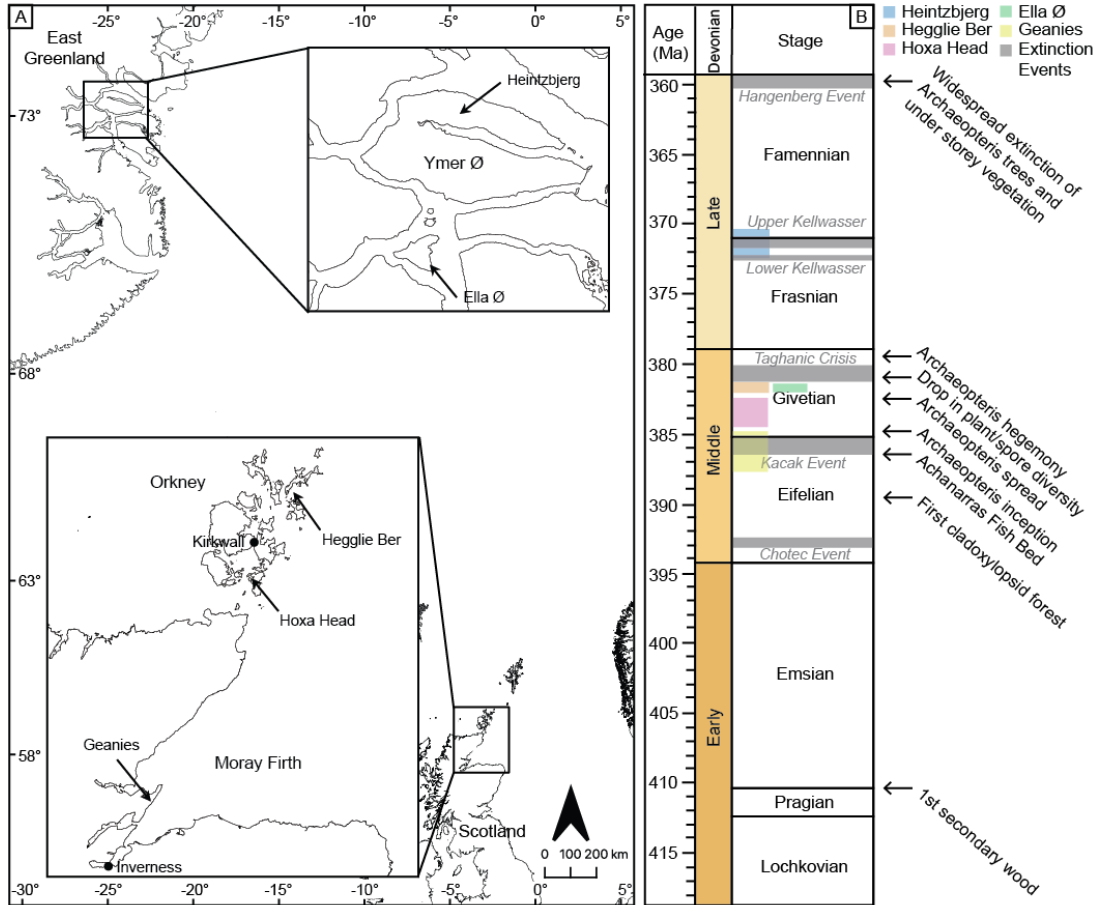 A
East
Greenland
Heintzbjerg
Ymer Ø
Ella Ø
73°
68°
63°
58°
Orkney
Kirkwall
Hegglie Ber
Hoxa Head
Geanies
Moray Firth
Inverness
Scotland
0 100 200 km
-25° -20° -15° -10° -5° 0°
-30° -25° -20° -15° -10° -5° 0° 5°
B
Age
(Ma)
Devonian
Stage
Heintzbjerg
Hegglie Ber
Hoxa Head
Ella Ø
Geanies
Extinction
Events
360
365
370
375
380
385
390
395
400
405
410
415
Late
Middle
Early
Hangenberg Event
Famennian
Upper Kellwasser
Lower Kellwasser
Frasnian
Taghanic Crisis
Givetian
Kacak Event
Eifelian
Chotec Event
Emsian
Pragian
Lochkovian
Widespread extinction of
Archaeopteris trees and
under storey vegetation
Archaeopteris hegemony
Drop in plant/spore diversity
Archaeopteris spread
Archaeopteris inception
Achanarras Fish Bed
First cladoxylopsid forest
1st secondary wood